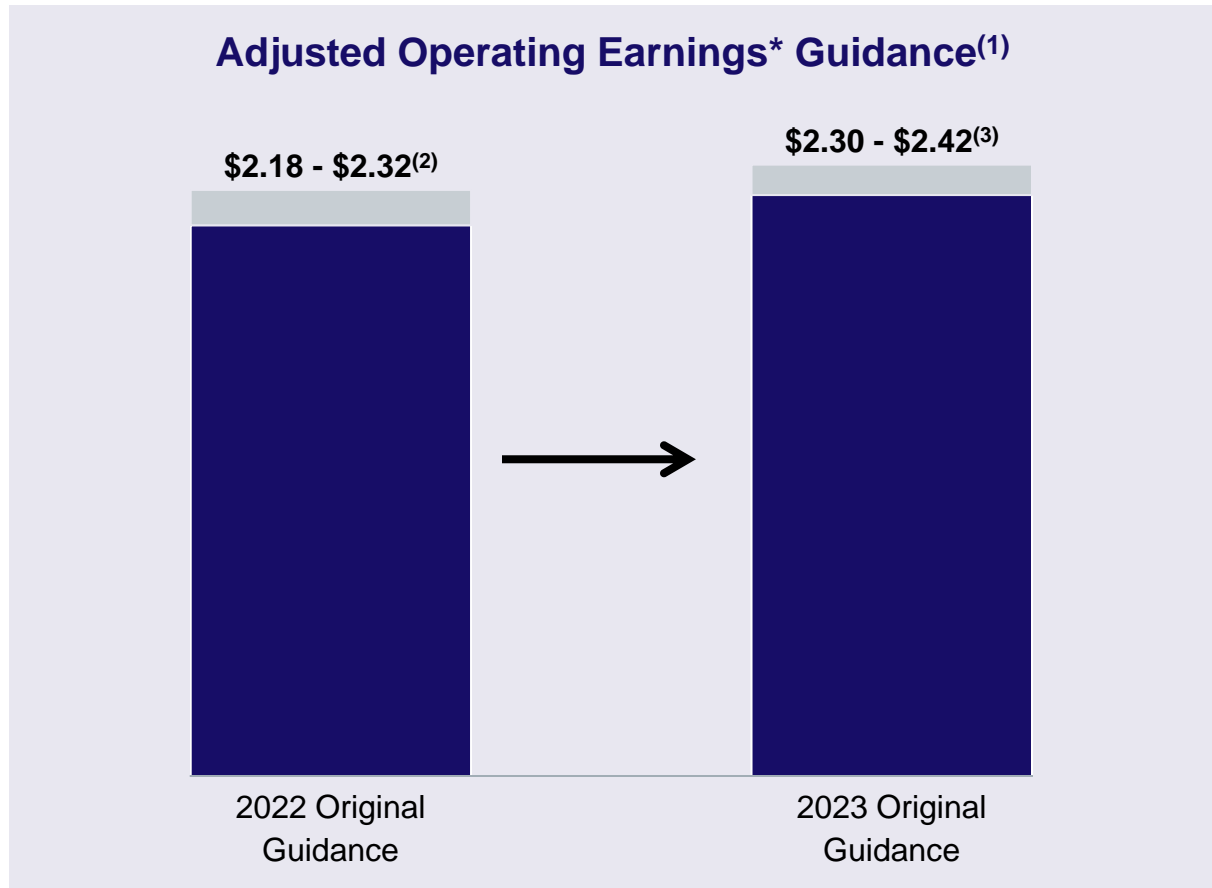 Adjusted Operating Earnings* Guidance(1)
$2.18 - $2.32(2)
$2.30 - $2.42(3)
2022 Original
Guidance
2023 Original
Guidance